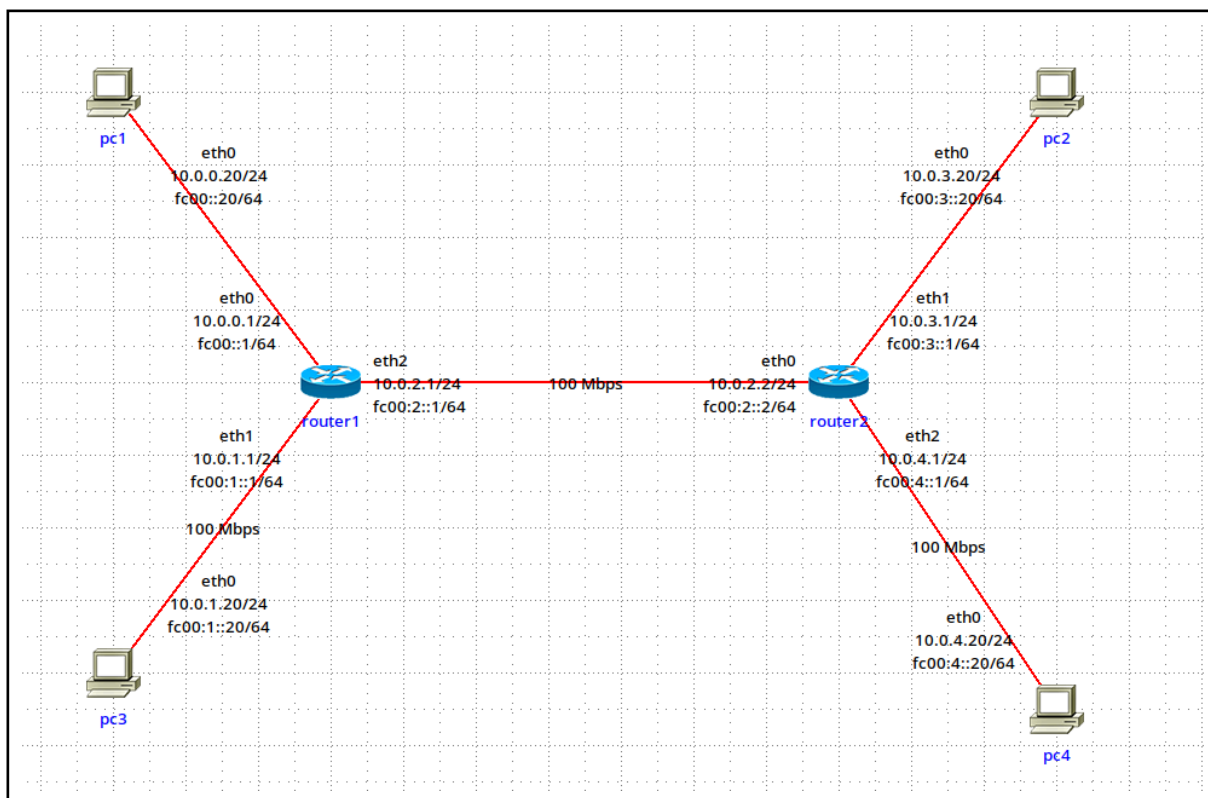 pc1
eth0
10.0.0.20/24
fc00::20/64
eth0
10.0.0.1/24
fc00::1/64
router1
eth2
10.0.2.1/24
fc00:2::1/64
100 Mbps
eth1
10.0.1.1/24
fc00:1::1/64
100 Mbps
eth0
10.0.1.20/24
fc00:1::20/64
pc3
pc2
eth0
10.0.3.20/24
fc00:3::20/64
eth1
10.0.3.1/24
fc00:3::1/64
eth0
10.0.2.2/24
fc00:2::2/64
router2
eth2
10.0.4.1/24
fc00:4::1/64
100 Mbps
eth0
10.0.4.20/24
fc00:4::20/64
pc4